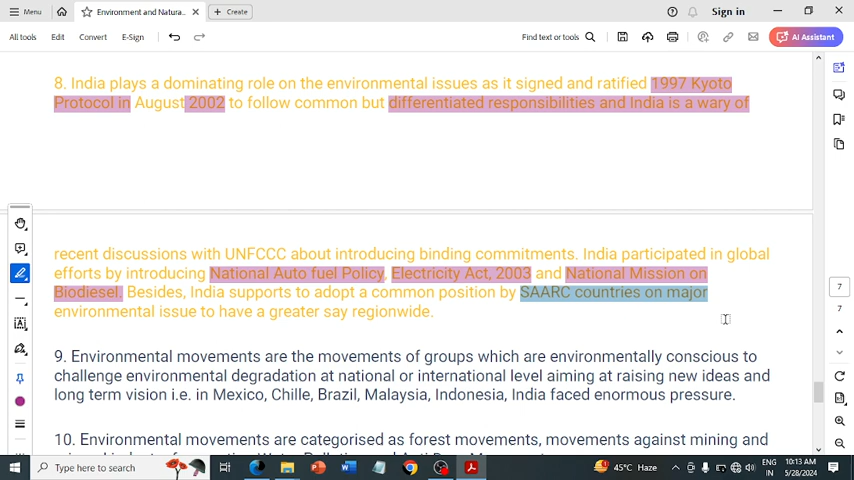 Menu
Environment and Natura...
Create
Sign in
All tools
Edit
Convert
E-Sign
Find text or tools
AI Assistant
8. India plays a dominating role on the environmental issues as it signed and ratified 1997 Kyoto
Protocol in August 2002 to follow common but differentiated responsibilities and India is a wary of
recent discussions with UNFCCC about introducing binding commitments. India participated in global
efforts by introducing National Auto fuel Policy, Electricity Act, 2003 and National Mission on
Biodiesel. Besides, India supports to adopt a common position by SAARC countries on major
environmental issue to have a greater say regionwide.
9. Environmental movements are the movements of groups which are environmentally conscious to
challenge environmental degradation at national or international level aiming at raising new ideas and
long term vision i.e. in Mexico, Chille, Brazil, Malaysia, Indonesia, India faced enormous pressure.
10. Environmental movements are categorised as forest movements, movements against mining and
7
7
Type here to search
45°C Haze
ENG
IN
10:13 AM
5/28/2024